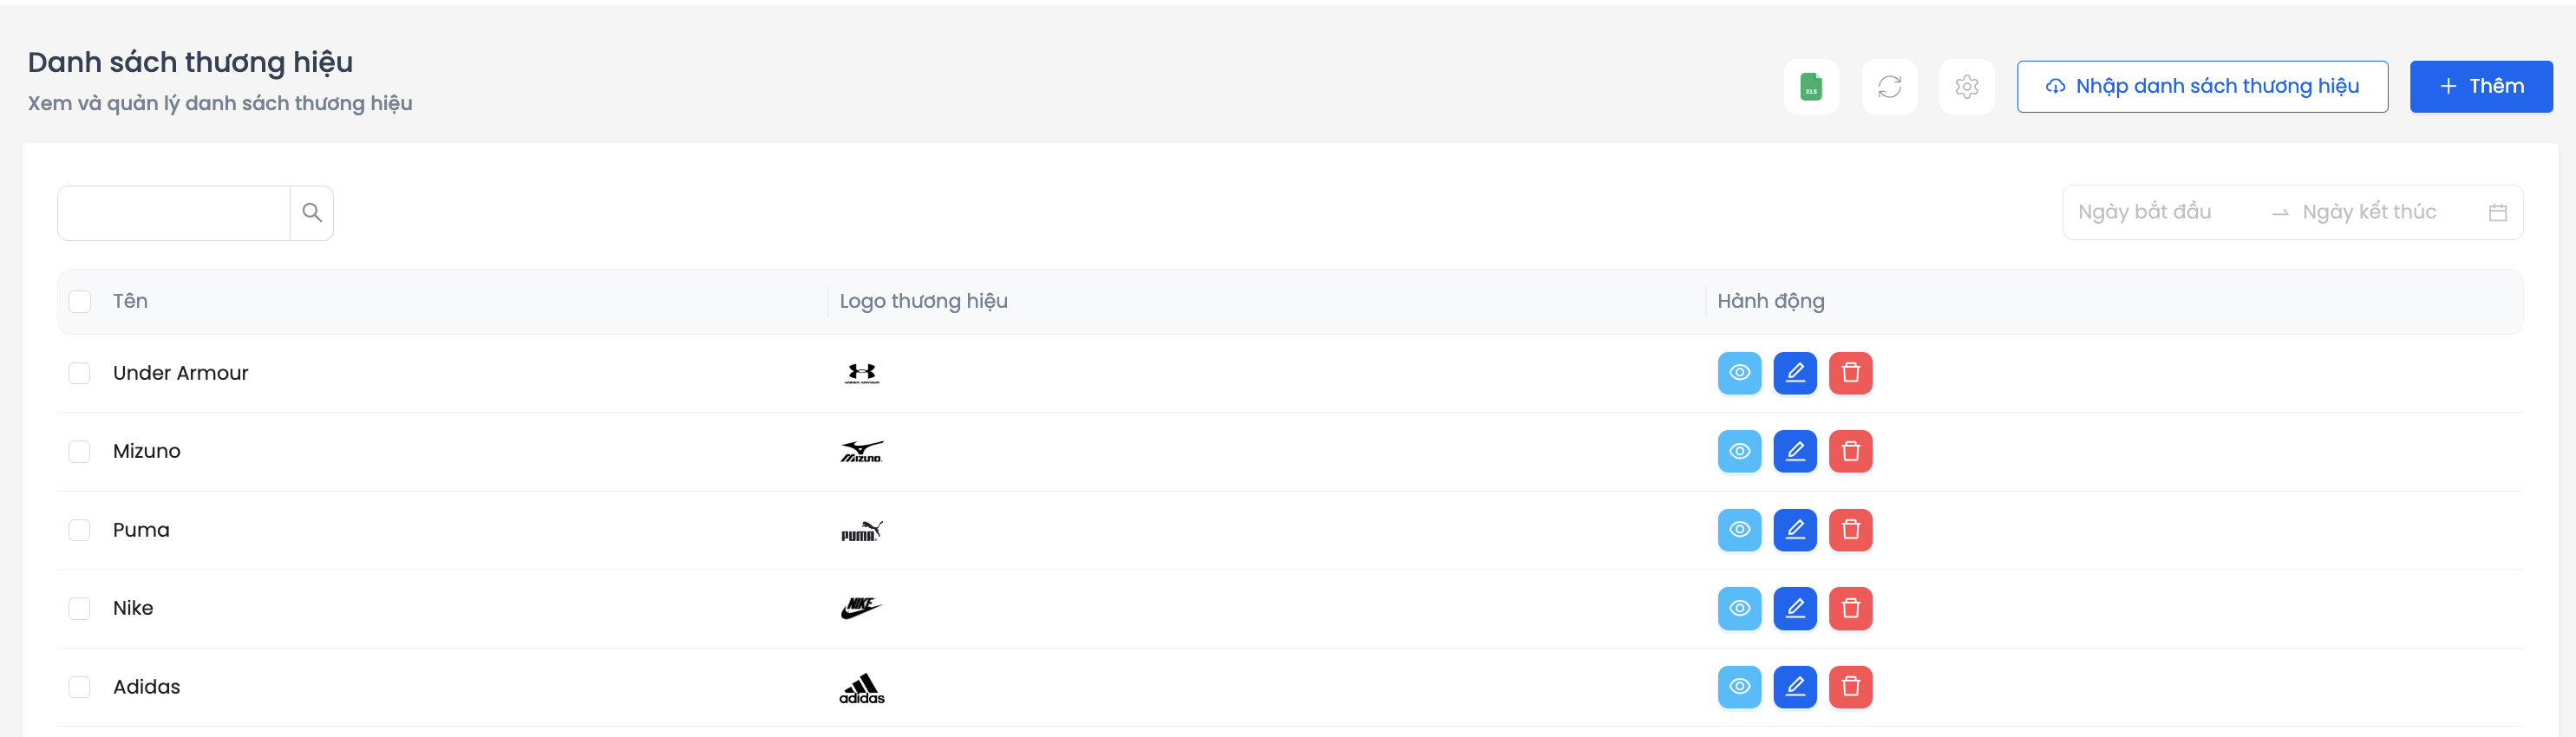 Danh sách thương hiệu
Xem và quản lý danh sách thương hiệu
XLS
Nhập danh sách thương hiệu
Thêm
Ngày bắt đầu
Ngày kết thúc
Tên
Logo thương hiệu
Hành động
Under Armour
UNDER ARMOUR
Mizuno
MIZUNO
Puma
PUMA
Nike
NIKE
Adidas
adidas